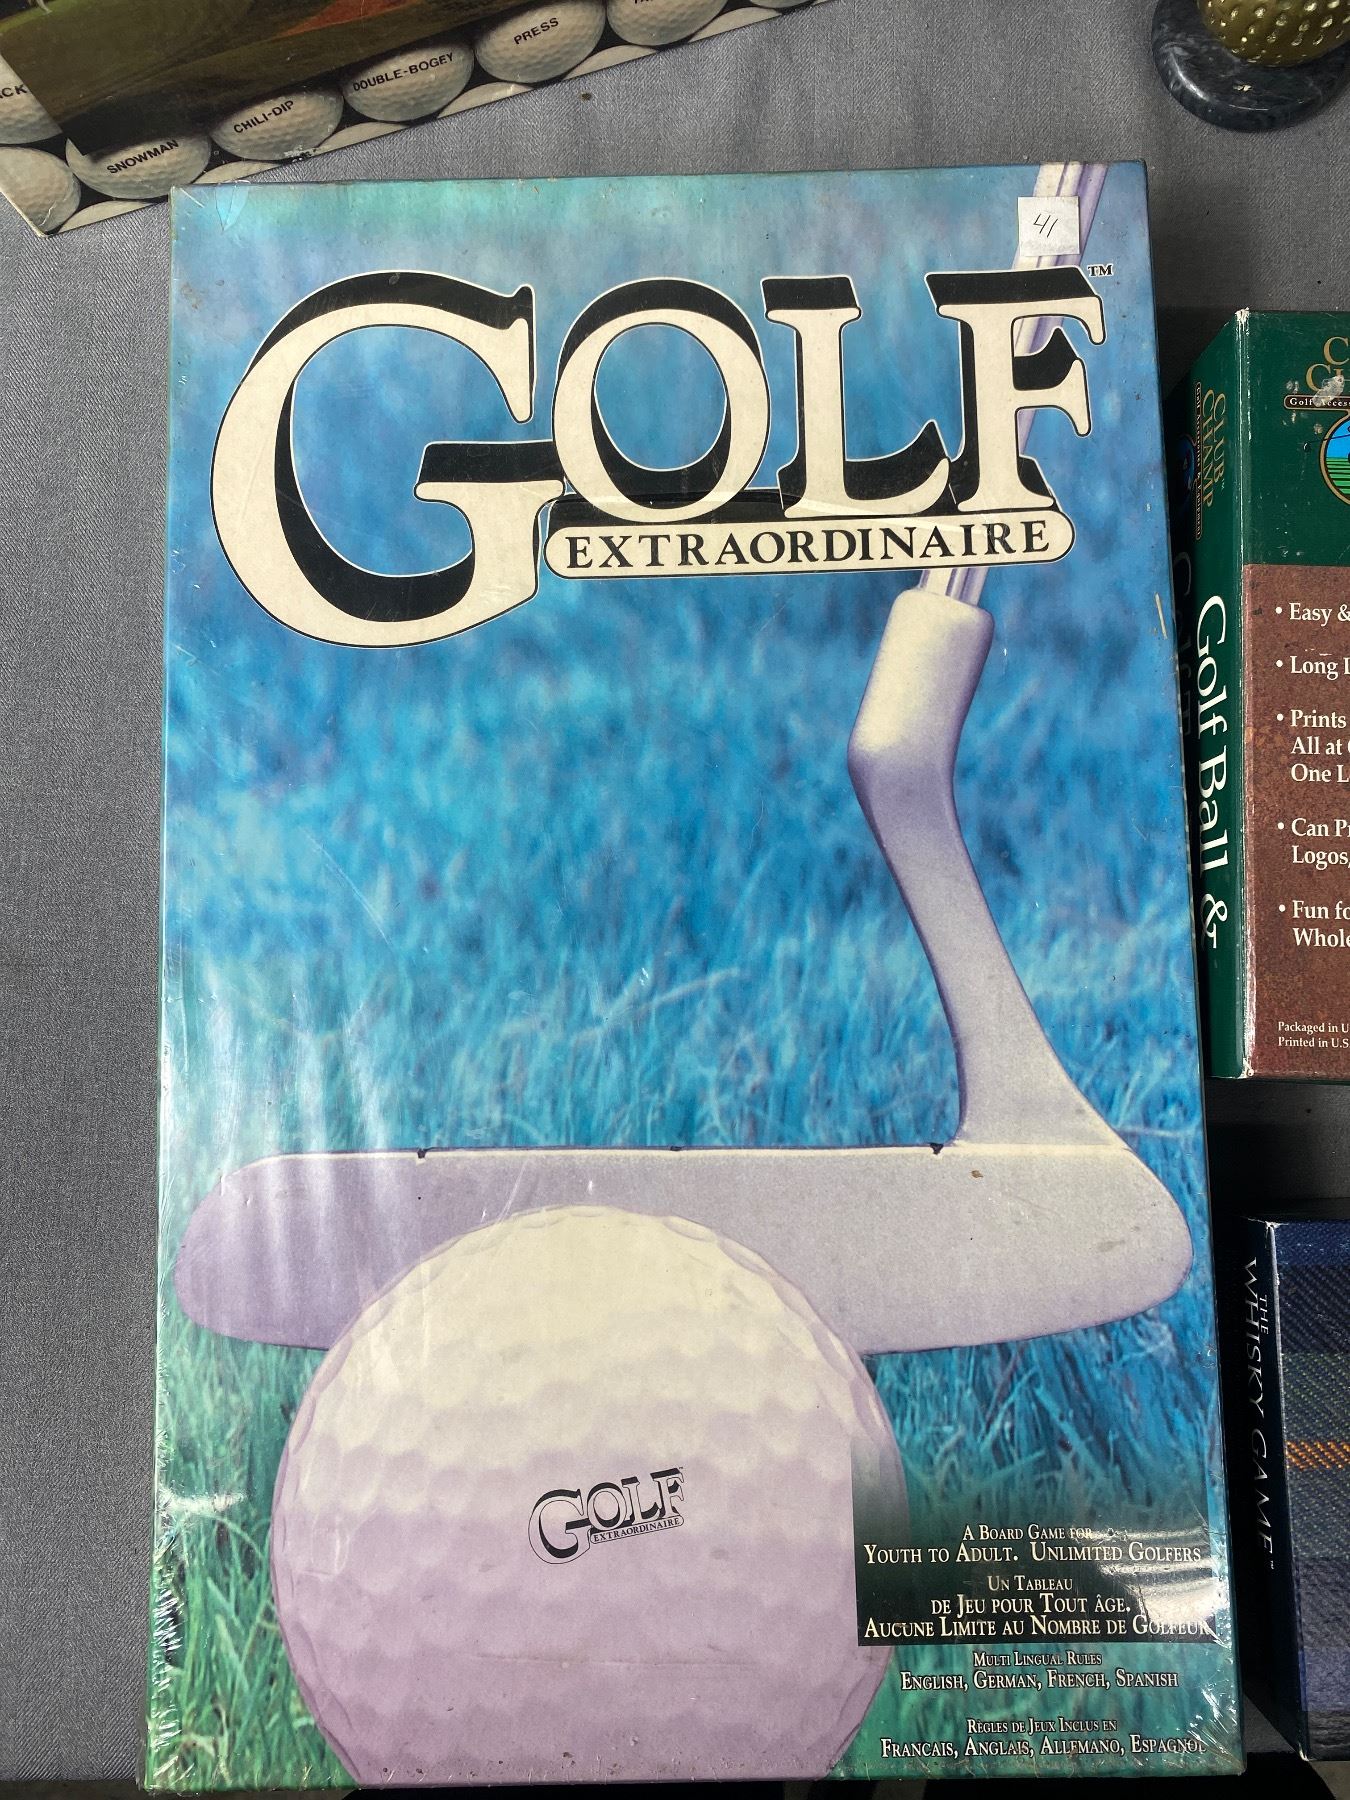 SNOWMAN
CHILI-DIP
DOUBLE-BOGEY
PRESS
41
GOLF™
EXTRAORDINAIRE
GOLF
EXTRAORDINAIRE
A BOARD GAME FOR
YOUTH TO ADULT. UNLIMITED GOLFERS
UN TABLEAU
DE JEU POUR TOUT ÂGE.
AUCUNE LIMITE AU NOMBRE DE GOLFEUR
MULTI LINGUAL RULES
ENGLISH, GERMAN, FRENCH, SPANISH
RÈGLES DE JEUX INCLUS EN
FRANCAIS, ANGLAIS, ALLEMANO, ESPAGNOL
CLUB
CHAMP
Golf Ball &
• Easy &
• Long
• Prints
All at
One
• Can
Logos,
• Fun
Packaged in
Printed in U.S.
THE
WHISKY GAME™